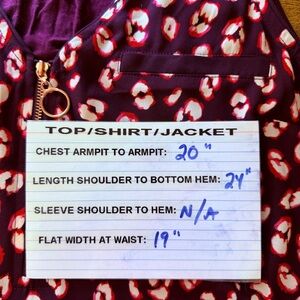 TOP/SHIRT/JACKET
CHEST ARMPIT TO ARMPIT: 20"
LENGTH SHOULDER TO BOTTOM HEM: 24"
SLEEVE SHOULDER TO HEM: N/A
FLAT WIDTH AT WAIST: 19"